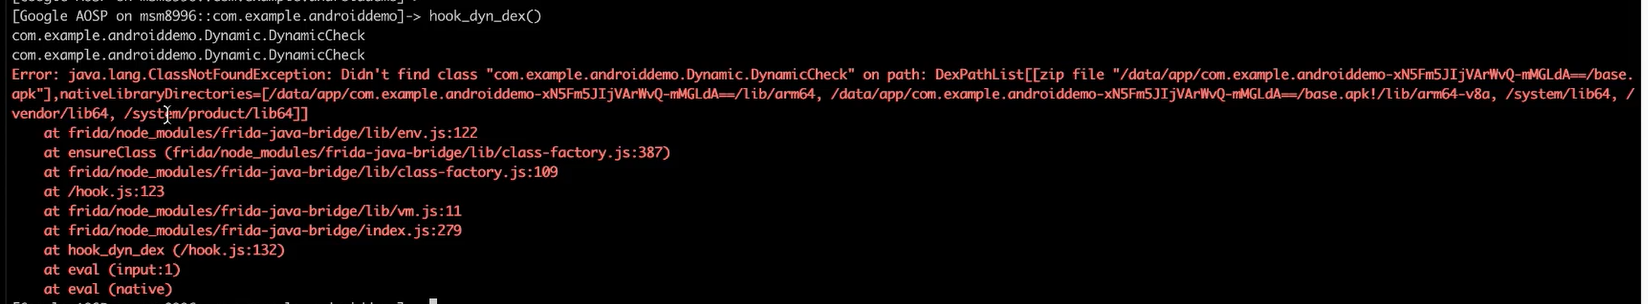 [Google AOSP on msm8996::com.example.androiddemo]-> hook_dyn_dex()
com.example.androiddemo.Dynamic.DynamicCheck
com.example.androiddemo.Dynamic.DynamicCheck
Error: java.lang.ClassNotFoundException: Didn't find class "com.example.androiddemo.Dynamic.DynamicCheck" on path: DexPathList[[zip file "/data/app/com.example.androiddemo-xN5Fm5JIjVArWvQ-mMGLdA==/base.
apk"],nativeLibraryDirectories=[/data/app/com.example.androiddemo-xN5Fm5JIjVArWvQ-mMGLdA==/lib/arm64, /data/app/com.example.androiddemo-xN5Fm5JIjVArWvQ-mMGLdA==/base.apk!/lib/arm64-v8a, /system/lib64, /
vendor/lib64, /system/product/lib64]]
at frida/node_modules/frida-java-bridge/lib/env.js:122
at ensureClass (frida/node_modules/frida-java-bridge/lib/class-factory.js:387)
at frida/node_modules/frida-java-bridge/lib/class-factory.js:109
at /hook.js:123
at frida/node_modules/frida-java-bridge/lib/vm.js:11
at frida/node_modules/frida-java-bridge/index.js:279
at hook_dyn_dex (/hook.js:132)
at eval (input:1)
at eval (native)